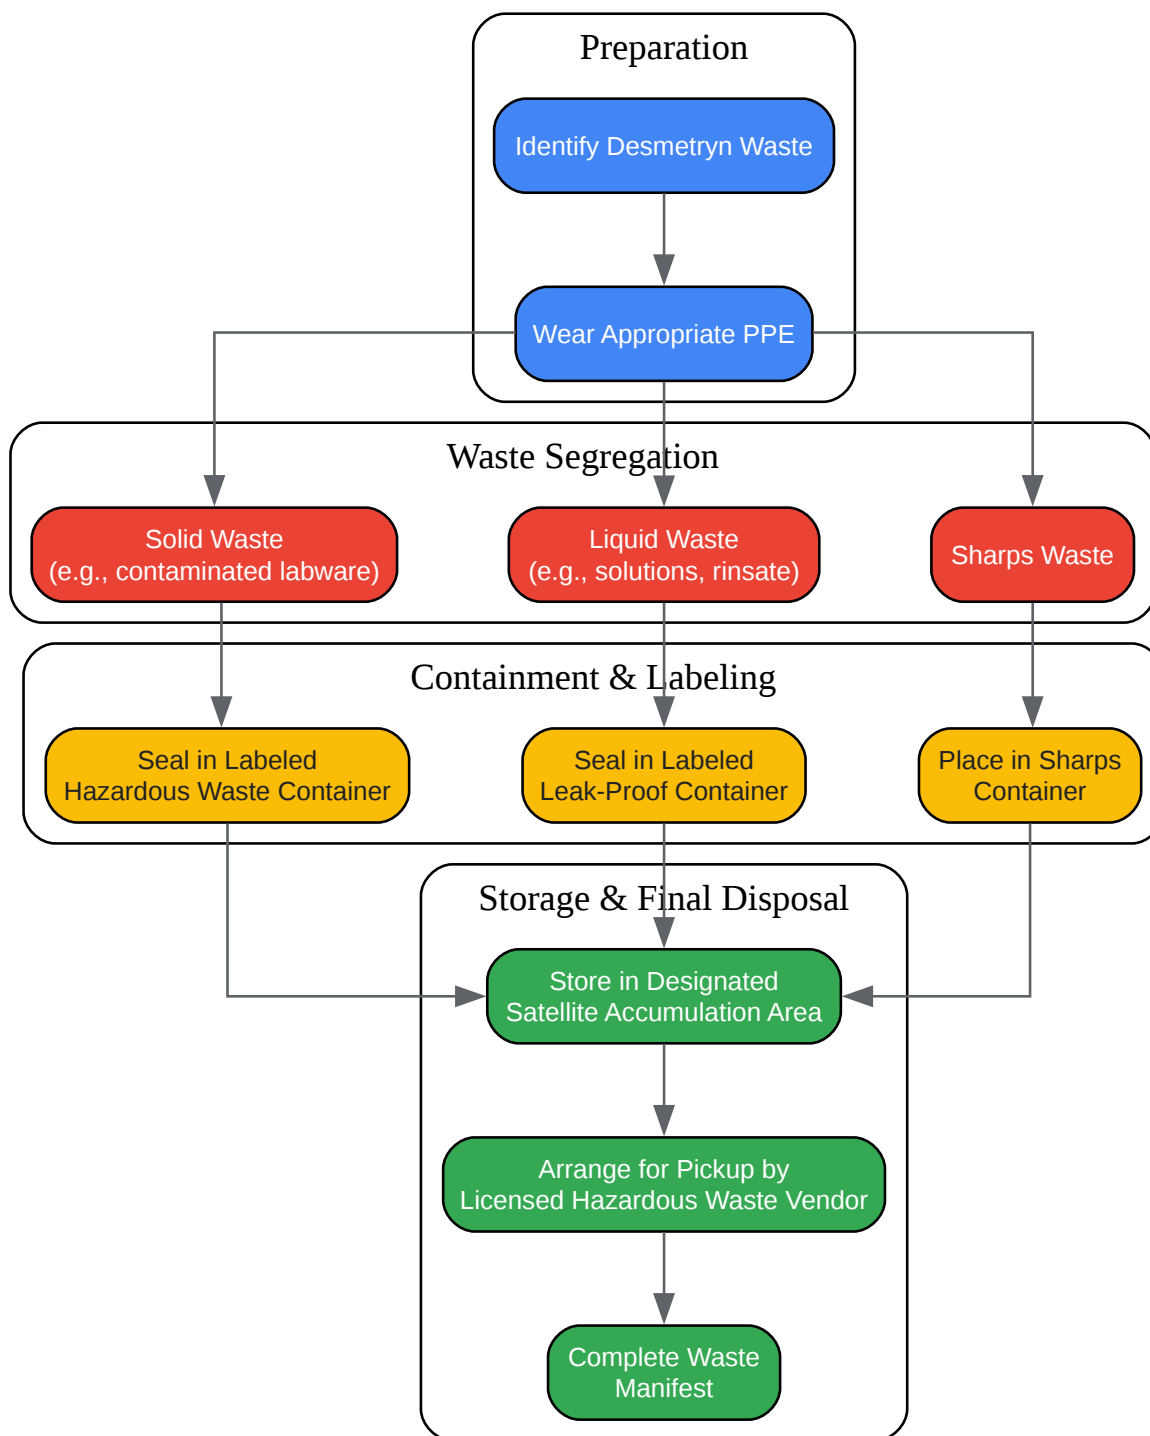 Preparation
Identify Desmetryn Waste
Wear Appropriate PPE
Waste Segregation
Solid Waste
(e.g., contaminated labware)
Liquid Waste
(e.g., solutions, rinsate)
Sharps Waste
Containment & Labeling
Seal in Labeled
Hazardous Waste Container
Seal in Labeled
Leak-Proof Container
Place in Sharps
Container
Storage & Final Disposal
Store in Designated
Satellite Accumulation Area
Arrange for Pickup by
Licensed Hazardous Waste Vendor
Complete Waste
Manifest